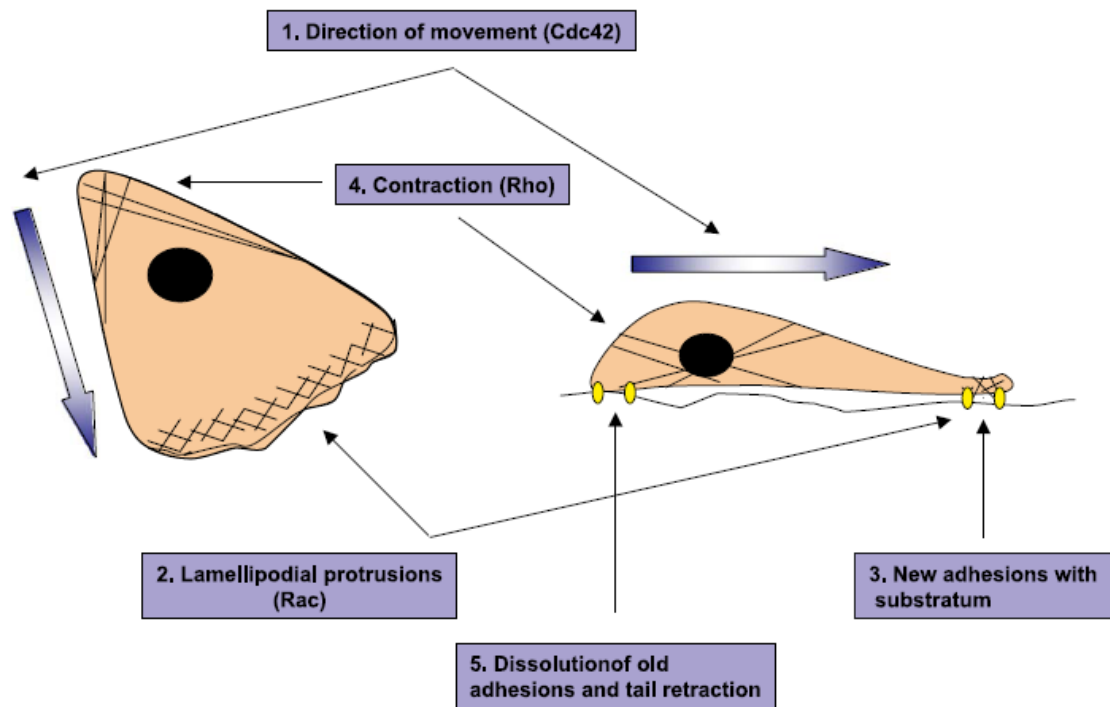 1. Direction of movement (Cdc42)
4. Contraction (Rho)
2. Lamellipodial protrusions
(Rac)
3. New adhesions with
substratum
5. Dissolutionof old
adhesions and tail retraction